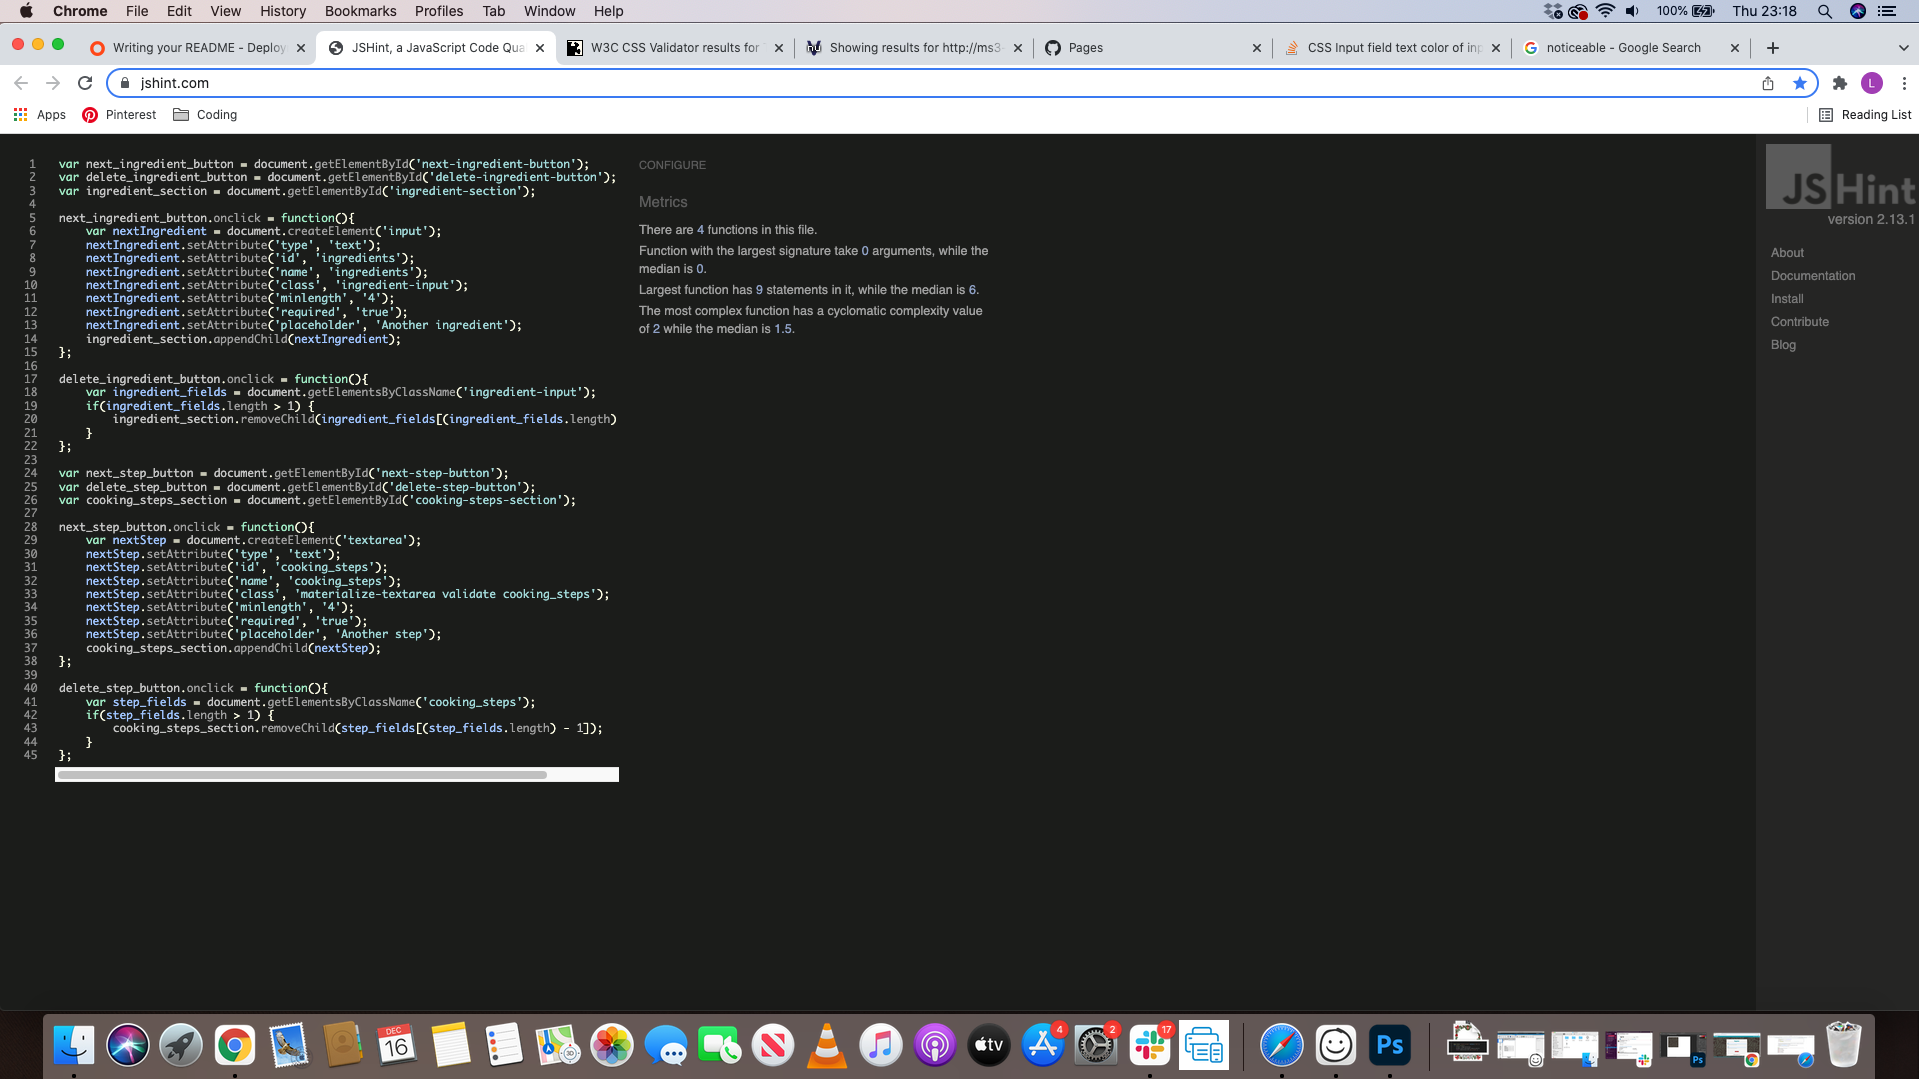 Chrome File Edit View History Bookmarks Profiles Tab Window Help 100% Thu 23:18
Writing your README - Deploy JSHint, a JavaScript Code Qua W3C CSS Validator results for Showing results for http://ms3- Pages CSS Input field text color of inp noticeable - Google Search
jshint.com L
Apps Pinterest Coding Reading List
1 var next_ingredient_button = document.getElementById('next-ingredient-button');
2 var delete_ingredient_button = document.getElementById('delete-ingredient-button');
3 var ingredient_section = document.getElementById('ingredient-section');
4
5 next_ingredient_button.onclick = function(){
6 var nextIngredient = document.createElement('input');
7 nextIngredient.setAttribute('type', 'text');
8 nextIngredient.setAttribute('id', 'ingredients');
9 nextIngredient.setAttribute('name', 'ingredients');
10 nextIngredient.setAttribute('class', 'ingredient-input');
11 nextIngredient.setAttribute('minlength', '4');
12 nextIngredient.setAttribute('required', 'true');
13 nextIngredient.setAttribute('placeholder', 'Another ingredient');
14 ingredient_section.appendChild(nextIngredient);
15 };
16
17 delete_ingredient_button.onclick = function(){
18 var ingredient_fields = document.getElementsByClassName('ingredient-input');
19 if(ingredient_fields.length > 1) {
20 ingredient_section.removeChild(ingredient_fields[(ingredient_fields.length)
21 }
22 };
23
24 var next_step_button = document.getElementById('next-step-button');
25 var delete_step_button = document.getElementById('delete-step-button');
26 var cooking_steps_section = document.getElementById('cooking-steps-section');
27
28 next_step_button.onclick = function(){
29 var nextStep = document.createElement('textarea');
30 nextStep.setAttribute('type', 'text');
31 nextStep.setAttribute('id', 'cooking_steps');
32 nextStep.setAttribute('name', 'cooking_steps');
33 nextStep.setAttribute('class', 'materialize-textarea validate cooking_steps');
34 nextStep.setAttribute('minlength', '4');
35 nextStep.setAttribute('required', 'true');
36 nextStep.setAttribute('placeholder', 'Another step');
37 cooking_steps_section.appendChild(nextStep);
38 };
39
40 delete_step_button.onclick = function(){
41 var step_fields = document.getElementsByClassName('cooking_steps');
42 if(step_fields.length > 1) {
43 cooking_steps_section.removeChild(step_fields[(step_fields.length) - 1]);
44 }
45 };
CONFIGURE
Metrics
There are 4 functions in this file.
Function with the largest signature take 0 arguments, while the
median is 0.
Largest function has 9 statements in it, while the median is 6.
The most complex function has a cyclomatic complexity value
of 2 while the median is 1.5.
JSHint
version 2.13.1
About
Documentation
Install
Contribute
Blog
DEC
16
3D
tv
4
2
17
Ps